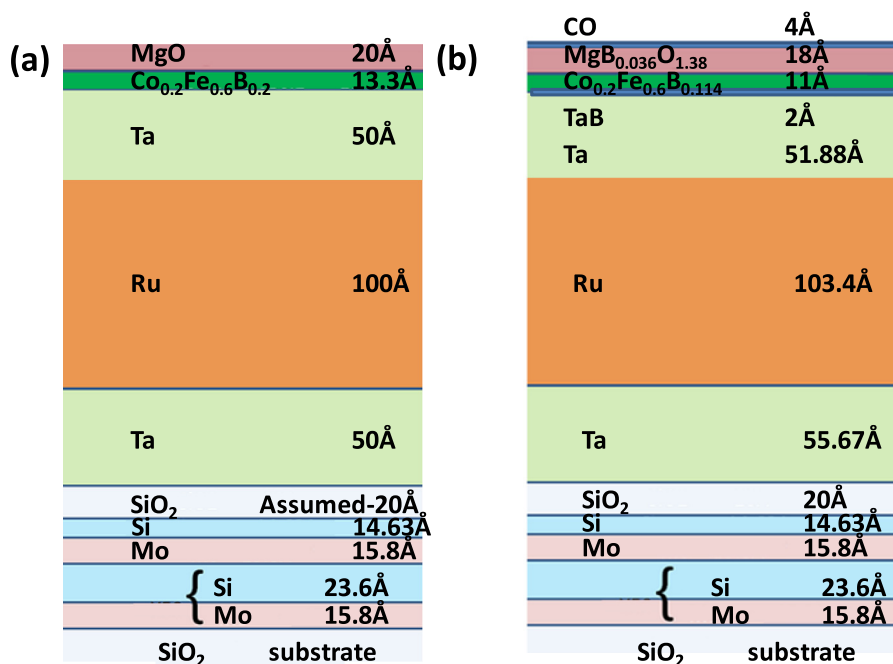 (a)
MgO 20Å
Co0.2Fe0.6B0.2 13.3Å
Ta 50Å
Ru 100Å
Ta 50Å
SiO2 Assumed-20Å
Si 14.63Å
Mo 15.8Å
{ Si 23.6Å
Mo 15.8Å
SiO2 substrate
(b)
CO 4Å
MgB0.036O1.38 18Å
Co0.2Fe0.6B0.114 11Å
TaB 2Å
Ta 51.88Å
Ru 103.4Å
Ta 55.67Å
SiO2 20Å
Si 14.63Å
Mo 15.8Å
{ Si 23.6Å
Mo 15.8Å
SiO2 substrate